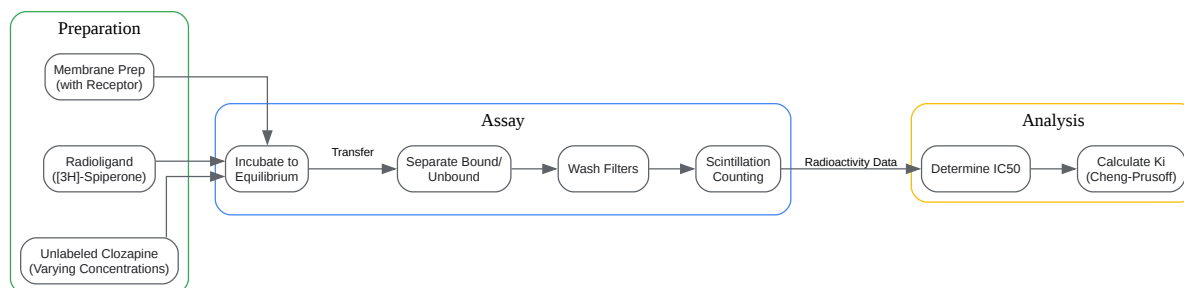 Preparation
Membrane Prep
(with Receptor)
Radioligand
([3H]-Spiperone)
Unlabeled Clozapine
(Varying Concentrations)
Assay
Incubate to
Equilibrium
Transfer
Separate Bound/
Unbound
Wash Filters
Scintillation
Counting
Radioactivity Data
Analysis
Determine IC50
Calculate Ki
(Cheng-Prusoff)